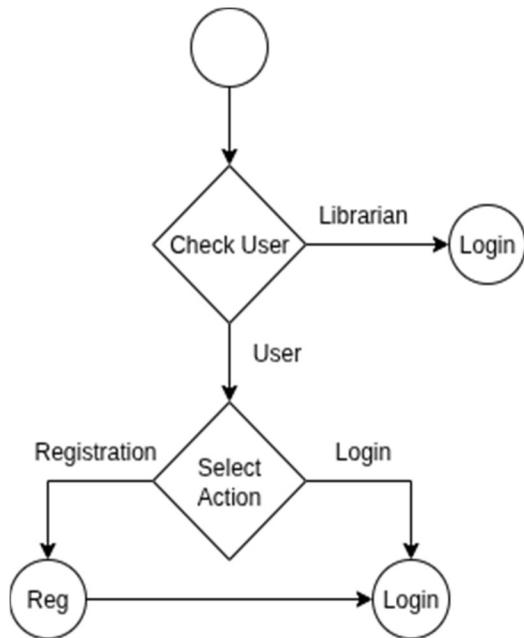 Librarian
Check User
Login
User
Registration
Login
Select
Action
Reg
Login